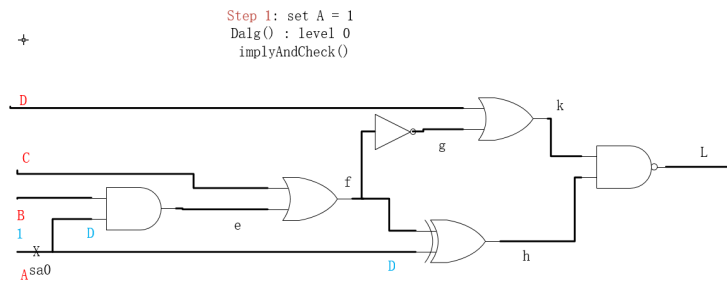 Step 1: set A = 1
Dalg() : level 0
implyAndCheck()
D
k
g
L
C
f
B
e
1
D
X
sa0
A
D
h